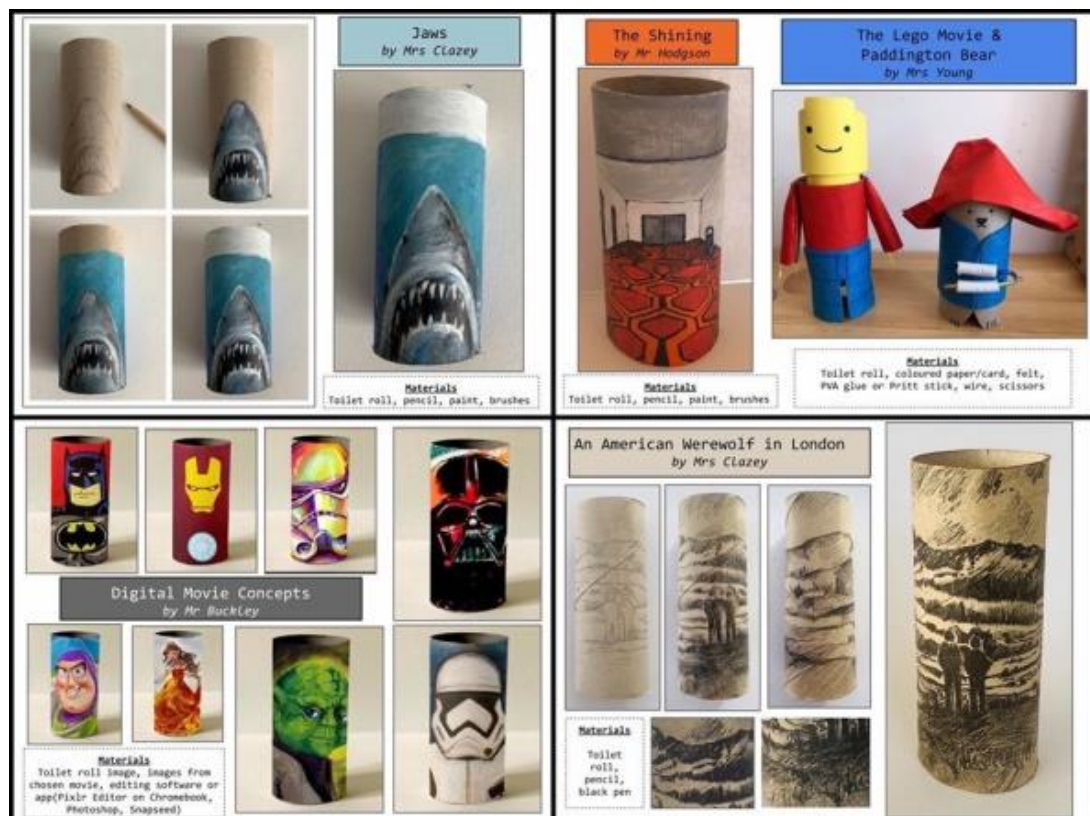 Jaws
by Mrs Clazey
Materials
Toilet roll, pencil, paint, brushes
The Shining
by Mr Hodgson
Materials
Toilet roll, pencil, paint, brushes
The Lego Movie &
Paddington Bear
by Mrs Young
Materials
Toilet roll, coloured paper/card, felt,
PVA glue or Pritt stick, wire, scissors
Digital Movie Concepts
by Mr Buckley
Materials
Toilet roll image, images from
chosen movie, editing software or
app(Pixlr Editor on Chromebook,
Photoshop, Snapseed)
An American Werewolf in London
by Mrs Clazey
Materials
Toilet
roll,
pencil,
black pen